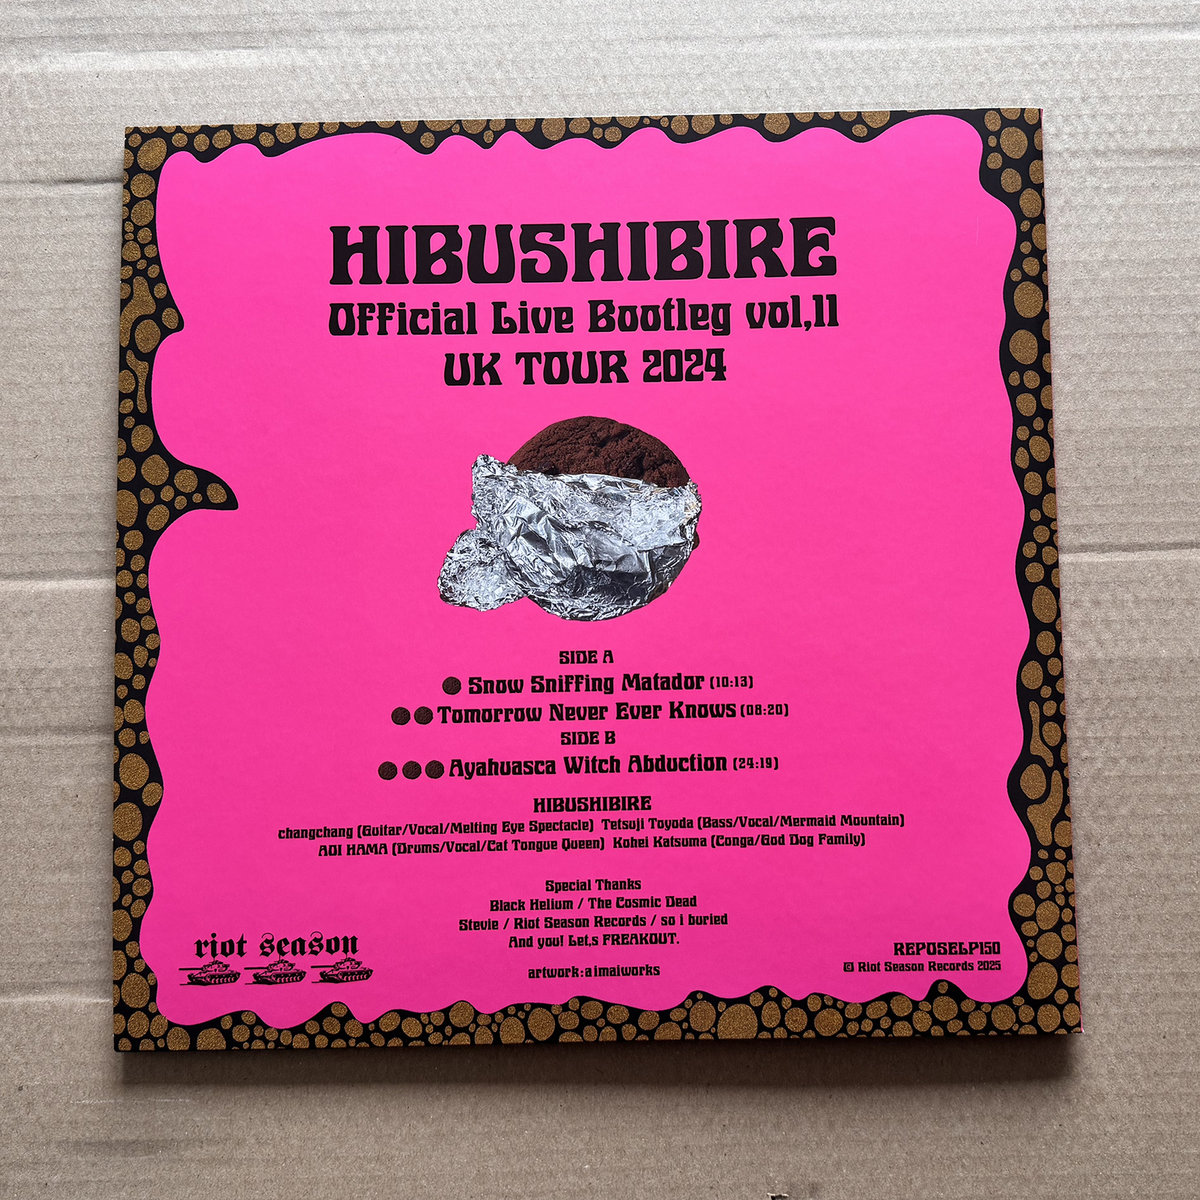 HIBUSHIBIRE
Official Live Bootleg vol,11
UK TOUR 2024
SIDE A
Snow Sniffing Matador (10:13)
Tomorrow Never Ever Knows (08:20)
SIDE B
Ayahuasca Witch Abduction (24:19)
HIBUSHIBIRE
changchang (Guitar/Vocal/Melting Eye Spectacle) Tetsuji Toyoda (Bass/Vocal/Mermaid Mountain)
AOI HAMA (Drums/Vocal/Cat Tongue Queen) Kohei Katsuma (Conga/God Dog Family)
Special Thanks
Black Helium / The Cosmic Dead
Stevie / Riot Season Records / so i buried
And you! Let,s FREAKOUT.
artwork:aimaiworks
riot season
REPOSELP150
© Riot Season Records 2025